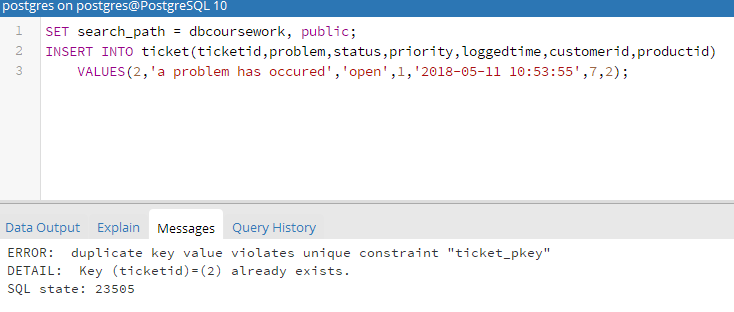 postgres on postgres@PostgreSQL 10
1 SET search_path = dbcoursework, public;
2 INSERT INTO ticket(ticketid,problem,status,priority,loggedtime,customerid,productid)
3 VALUES(2,'a problem has occured','open',1,'2018-05-11 10:53:55',7,2);
Data Output Explain Messages Query History
ERROR:  duplicate key value violates unique constraint "ticket_pkey"
DETAIL:  Key (ticketid)=(2) already exists.
SQL state: 23505